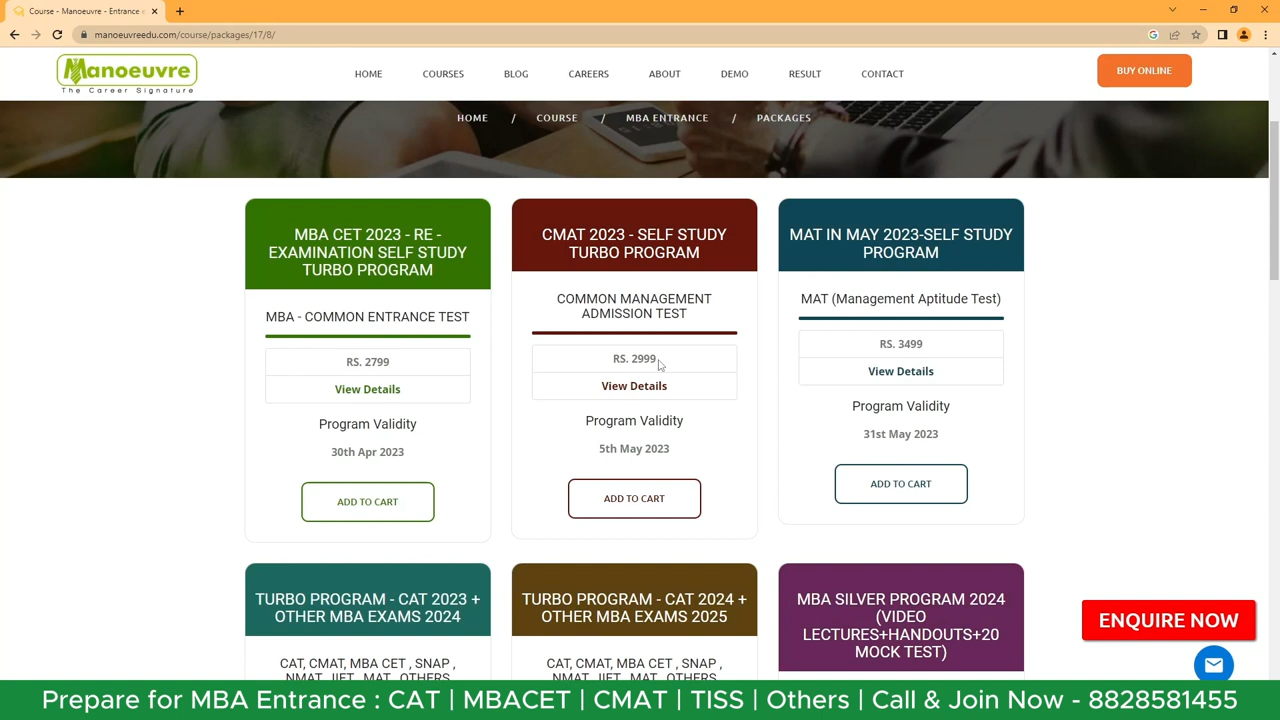 Course - Manoeuvre - Entrance e
manoeuvreedu.com/course/packages/17/8/
Manoeuvre
The Career Signature
HOME
COURSES
BLOG
CAREERS
ABOUT
DEMO
RESULT
CONTACT
BUY ONLINE
HOME / COURSE / MBA ENTRANCE / PACKAGES
MBA CET 2023 - RE -
EXAMINATION SELF STUDY
TURBO PROGRAM
MBA - COMMON ENTRANCE TEST
RS. 2799
View Details
Program Validity
30th Apr 2023
ADD TO CART
CMAT 2023 - SELF STUDY
TURBO PROGRAM
COMMON MANAGEMENT
ADMISSION TEST
RS. 2999
View Details
Program Validity
5th May 2023
ADD TO CART
MAT IN MAY 2023-SELF STUDY
PROGRAM
MAT (Management Aptitude Test)
RS. 3499
View Details
Program Validity
31st May 2023
ADD TO CART
TURBO PROGRAM - CAT 2023 +
OTHER MBA EXAMS 2024
CAT, CMAT, MBA CET , SNAP ,
NMAT, IIFT, MAT, OTHERS
TURBO PROGRAM - CAT 2024 +
OTHER MBA EXAMS 2025
CAT, CMAT, MBA CET , SNAP ,
NMAT, IIFT, MAT, OTHERS
MBA SILVER PROGRAM 2024
(VIDEO
LECTURES+HANDOUTS+20
MOCK TEST)
ENQUIRE NOW
Prepare for MBA Entrance : CAT | MBACET | CMAT | TISS | Others | Call & Join Now - 8828581455